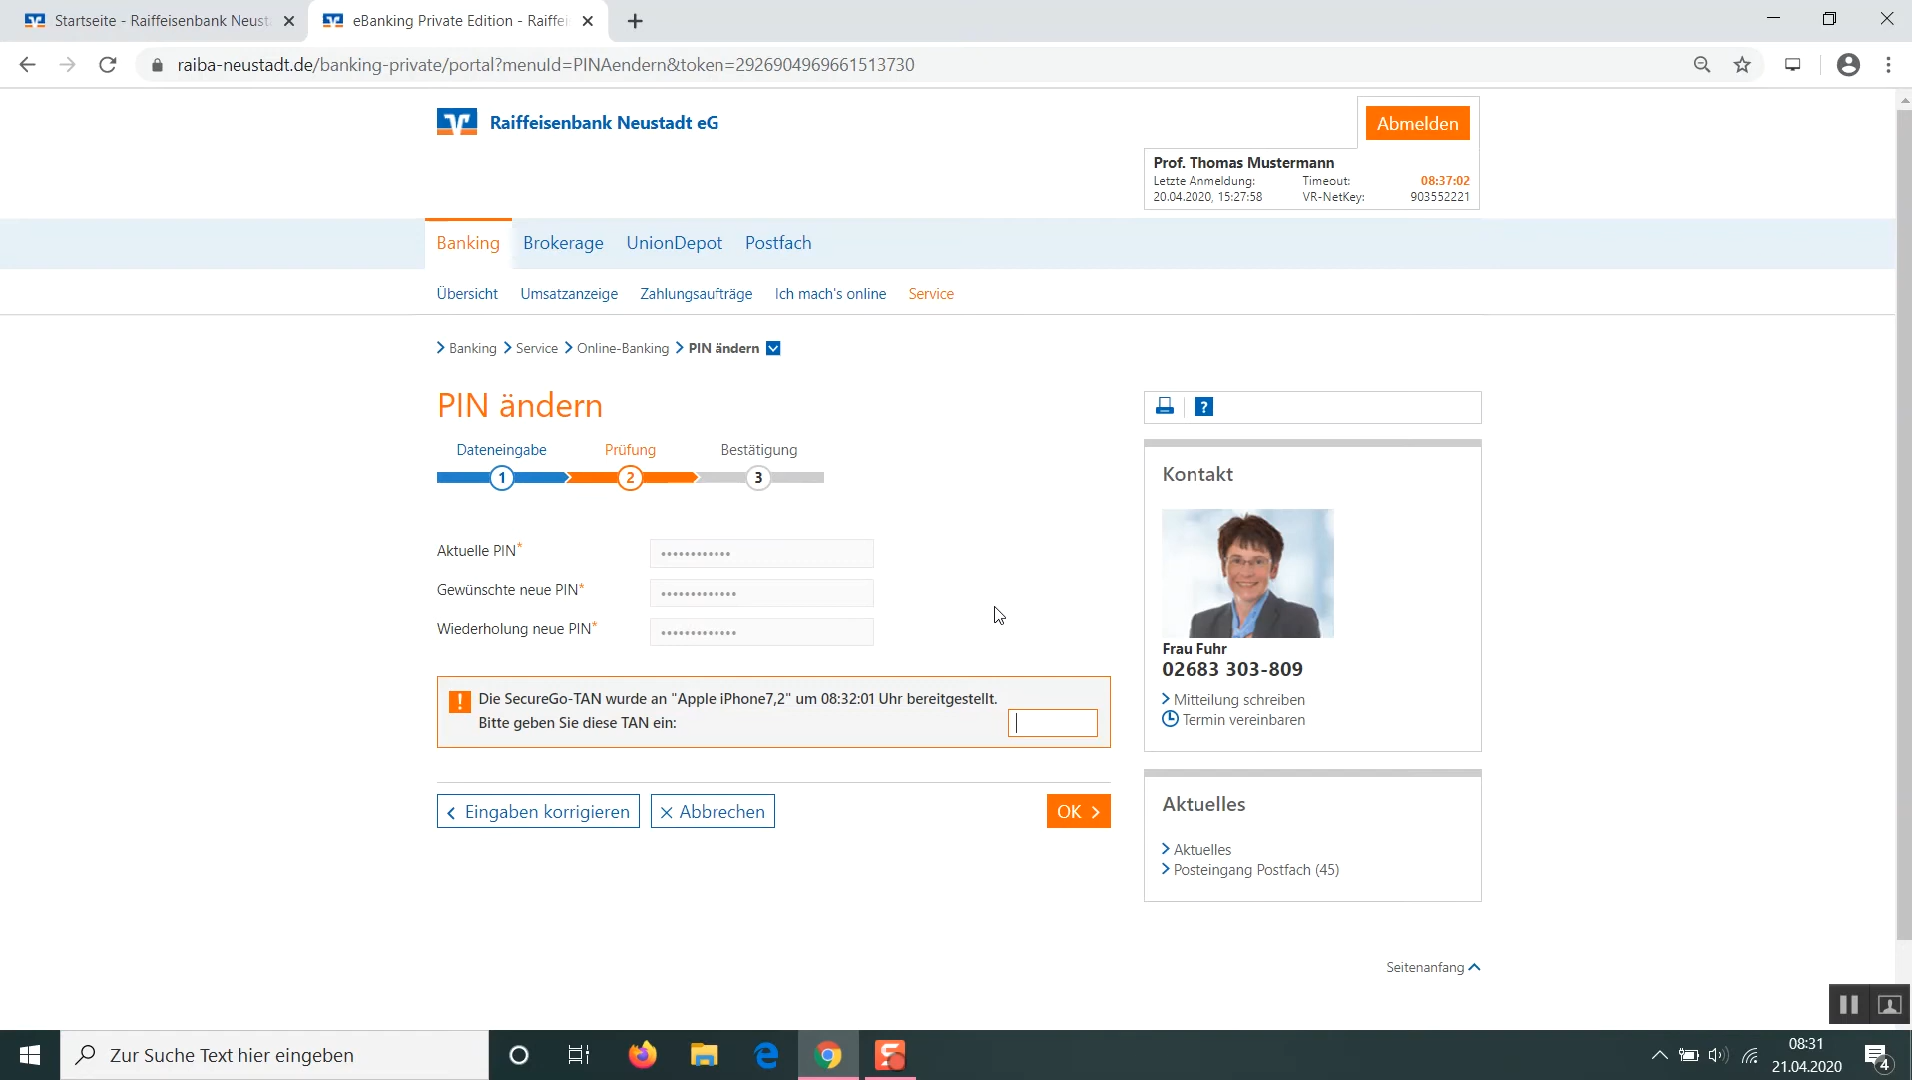 Startseite - Raiffeisenbank Neust
eBanking Private Edition - Raiffei
raiba-neustadt.de/banking-private/portal?menuId=PINAendern&token=2926904969661513730
Raiffeisenbank Neustadt eG
Abmelden
Prof. Thomas Mustermann
Letzte Anmeldung: Timeout: 08:37:02
20.04.2020, 15:27:58 VR-NetKey: 903552221
Banking Brokerage UnionDepot Postfach
Übersicht Umsatzanzeige Zahlungsaufträge Ich mach's online Service
Banking Service Online-Banking PIN ändern
PIN ändern
?
Dateneingabe Prüfung Bestätigung
1 2 3
Aktuelle PIN* ••••••••••••
Gewünschte neue PIN* •••••••••••••
Wiederholung neue PIN* •••••••••••••
! Die SecureGo-TAN wurde an "Apple iPhone7,2" um 08:32:01 Uhr bereitgestellt.
Bitte geben Sie diese TAN ein:
Eingaben korrigieren Abbrechen OK
Kontakt
Frau Fuhr
02683 303-809
Mitteilung schreiben
Termin vereinbaren
Aktuelles
Aktuelles
Posteingang Postfach (45)
Seitenanfang
Zur Suche Text hier eingeben
08:31
21.04.2020
4